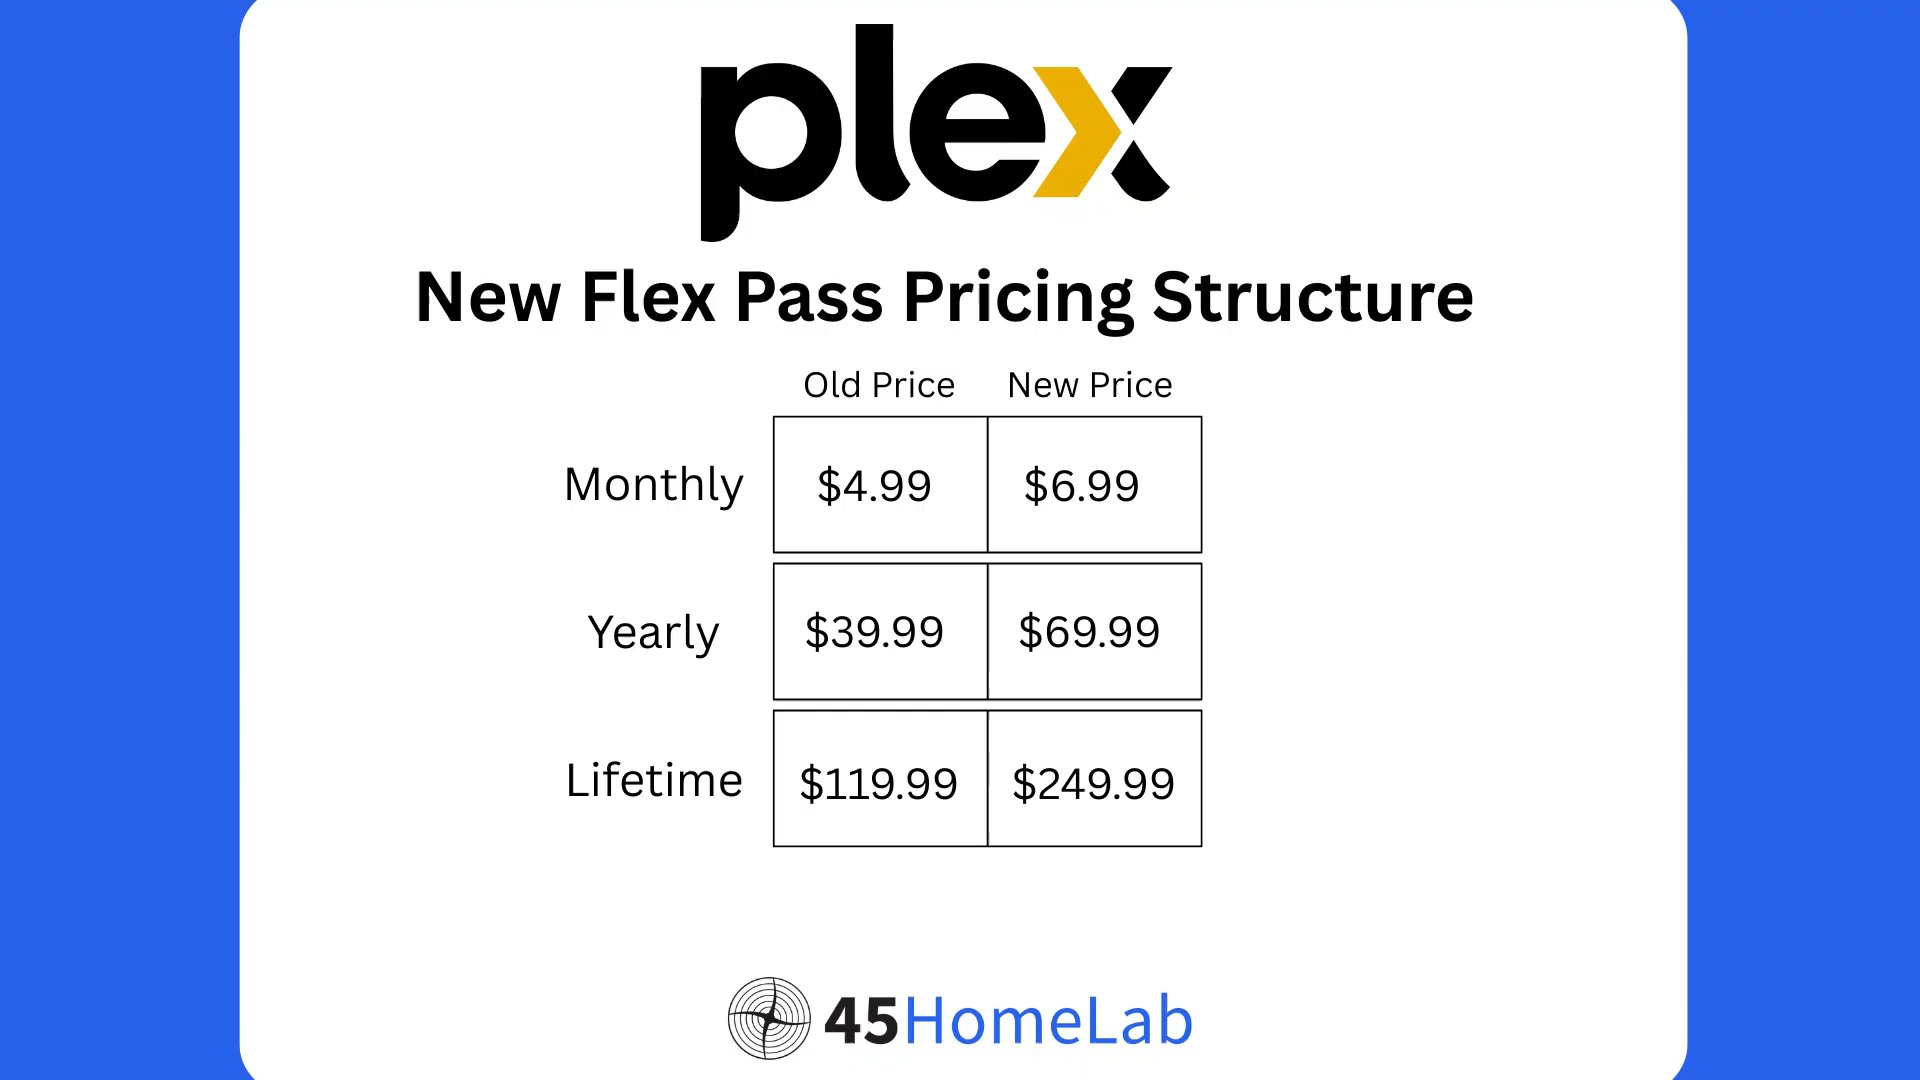 plex
New Flex Pass Pricing Structure
Old Price New Price
Monthly $4.99 $6.99
Yearly $39.99 $69.99
Lifetime $119.99 $249.99
45HomeLab